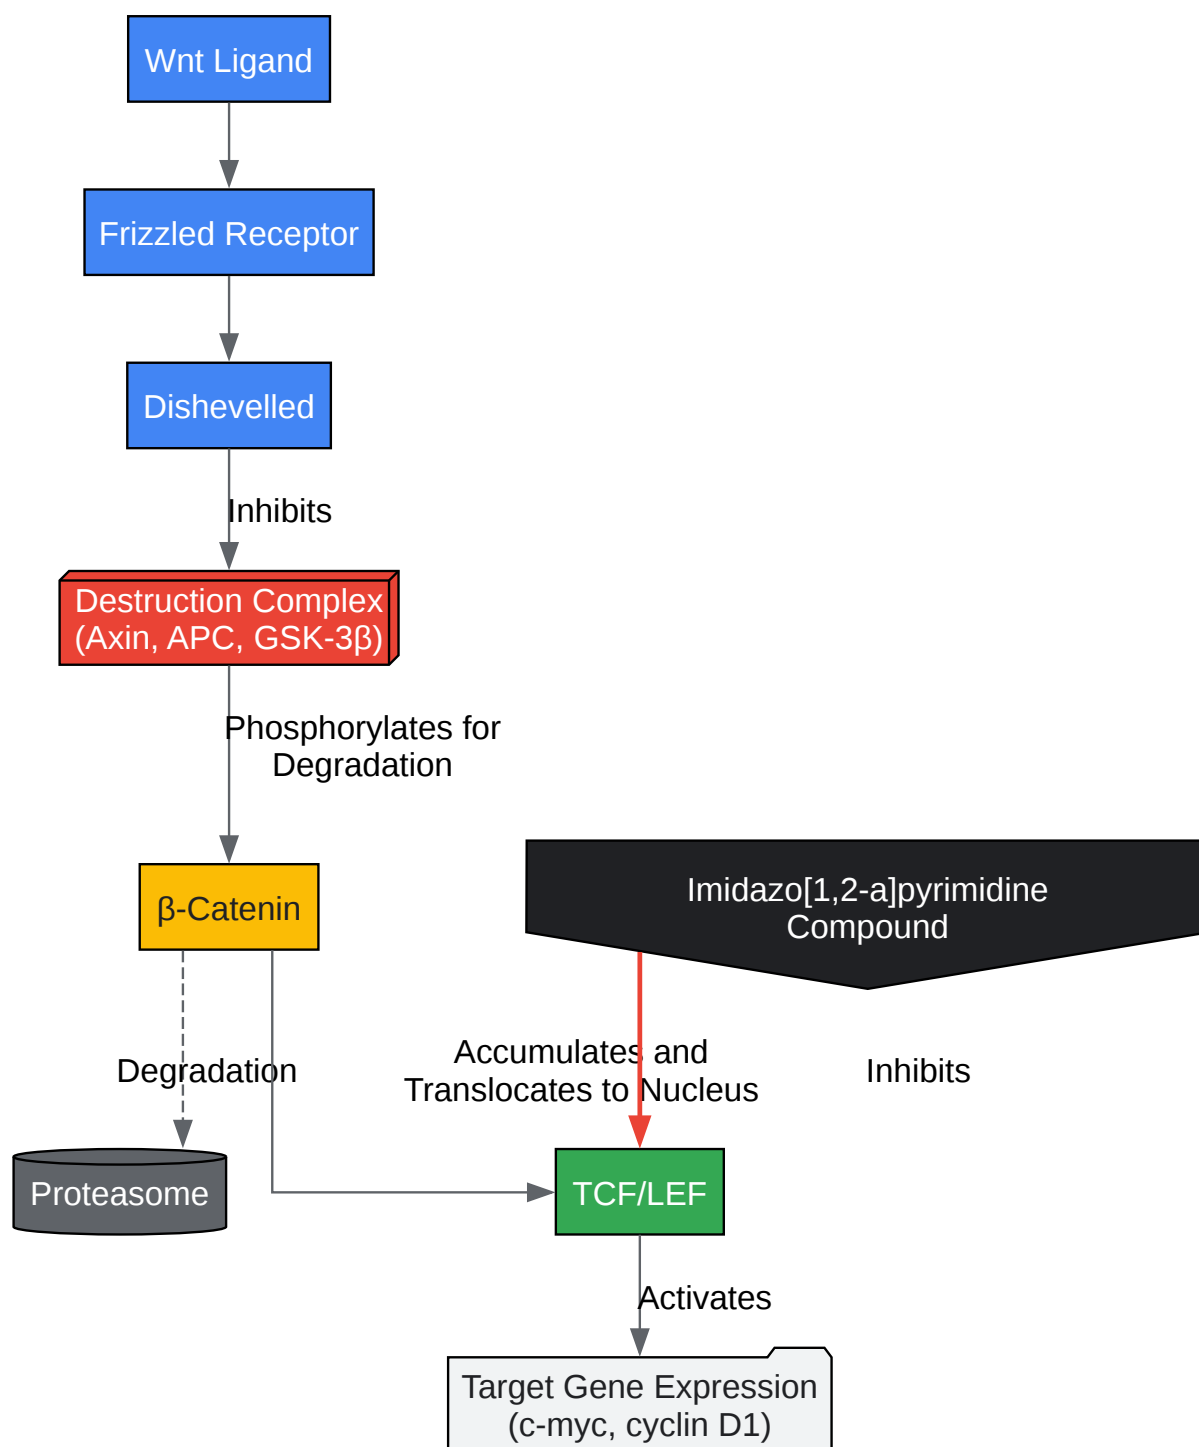 Wnt Ligand
Frizzled Receptor
Dishevelled
Inhibits
Destruction Complex
(Axin, APC, GSK-3β)
Phosphorylates for
Degradation
β-Catenin
Imidazo[1,2-a]pyrimidine
Compound
Degradation
Accumulates and
Translocates to Nucleus
Inhibits
Proteasome
TCF/LEF
Activates
Target Gene Expression
(c-myc, cyclin D1)